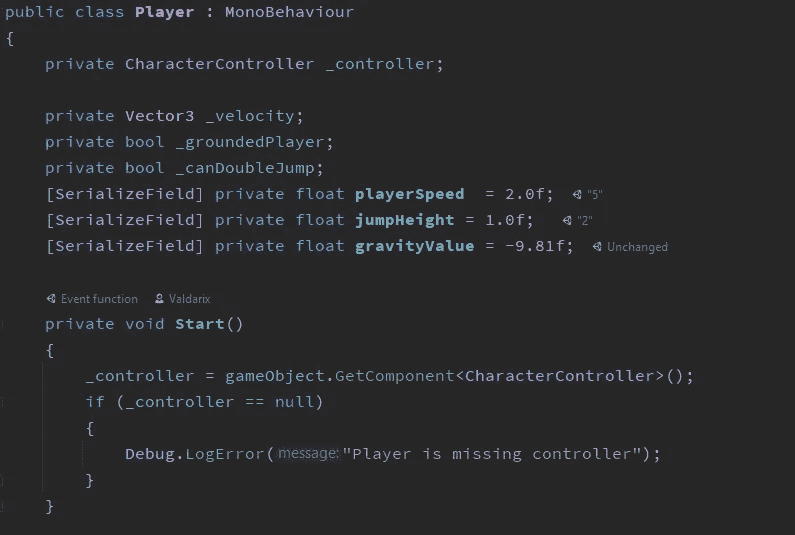 public class Player : MonoBehaviour
{
    private CharacterController _controller;

    private Vector3 _velocity;
    private bool _groundedPlayer;
    private bool _canDoubleJump;
    [SerializeField] private float playerSpeed  = 2.0f;  "5"
    [SerializeField] private float jumpHeight = 1.0f;  "2"
    [SerializeField] private float gravityValue = -9.81f;  Unchanged

    Event function  Valdarix
    private void Start()
    {
        _controller = gameObject.GetComponent<CharacterController>();
        if (_controller == null)
        {
            Debug.LogError(message:"Player is missing controller");
        }
    }